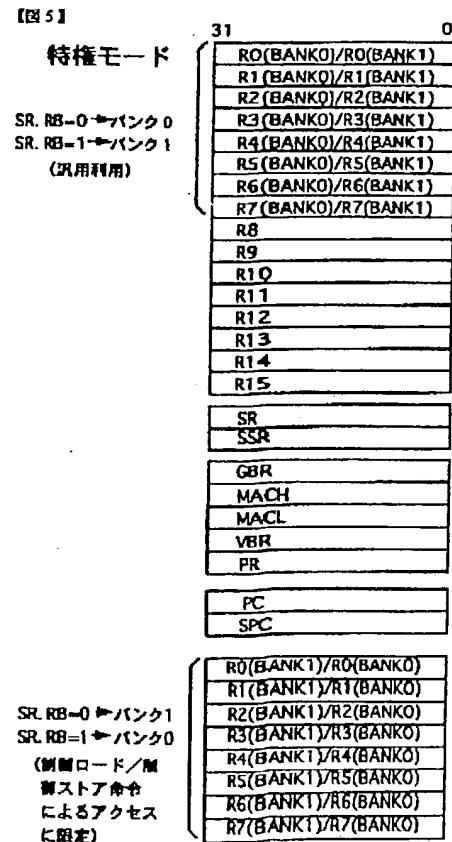 【図5】
31 0
特権モード
SR.RB=0➨バンク0
SR.RB=1➨バンク1
(汎用利用)
R0(BANK0)/R0(BANK1)
R1(BANK0)/R1(BANK1)
R2(BANK0)/R2(BANK1)
R3(BANK0)/R3(BANK1)
R4(BANK0)/R4(BANK1)
R5(BANK0)/R5(BANK1)
R6(BANK0)/R6(BANK1)
R7(BANK0)/R7(BANK1)
R8
R9
R10
R11
R12
R13
R14
R15
SR
SSR
GBR
MACH
MACL
VBR
PR
PC
SPC
SR.RB=0➨バンク1
SR.RB=1➨バンク0
(制御ロード/制
御ストア命令
によるアクセス
に限定)
R0(BANK1)/R0(BANK0)
R1(BANK1)/R1(BANK0)
R2(BANK1)/R2(BANK0)
R3(BANK1)/R3(BANK0)
R4(BANK1)/R4(BANK0)
R5(BANK1)/R5(BANK0)
R6(BANK1)/R6(BANK0)
R7(BANK1)/R7(BANK0)